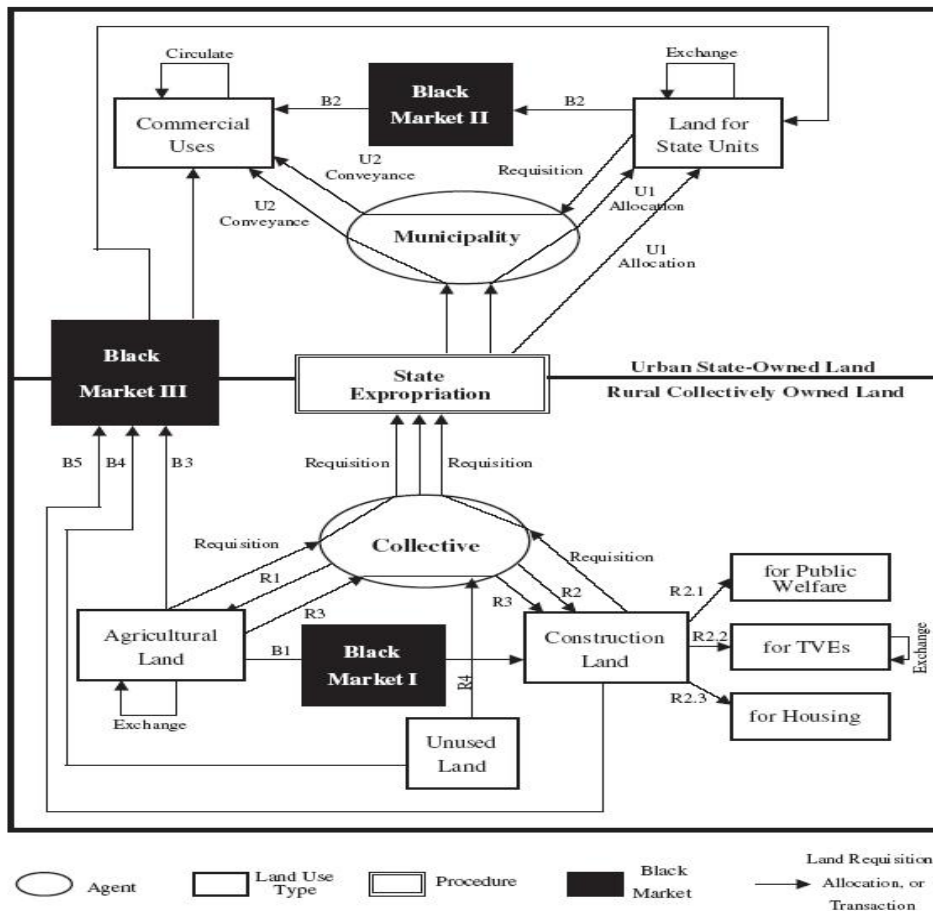 Circulate
Exchange
Black
Market II
B2
B2
Commercial
Uses
Land for
State Units
U2
Conveyance
Requisition
U2
Conveyance
U1
Allocation
Municipality
U1
Allocation
Black
Market III
State
Expropriation
Urban State-Owned Land
Rural Collectively Owned Land
B5
B4
B3
Requisition
Requisition
Requisition
Collective
Requisition
R1
R3
R3
R2
R2.1
for Public
Welfare
Agricultural
Land
B1
Black
Market I
R4
Construction
Land
R2.2
for TVEs
Exchange
R2.3
for Housing
Exchange
Unused
Land
Agent
Land Use
Type
Procedure
Black
Market
Land Requisition
Allocation, or
Transaction